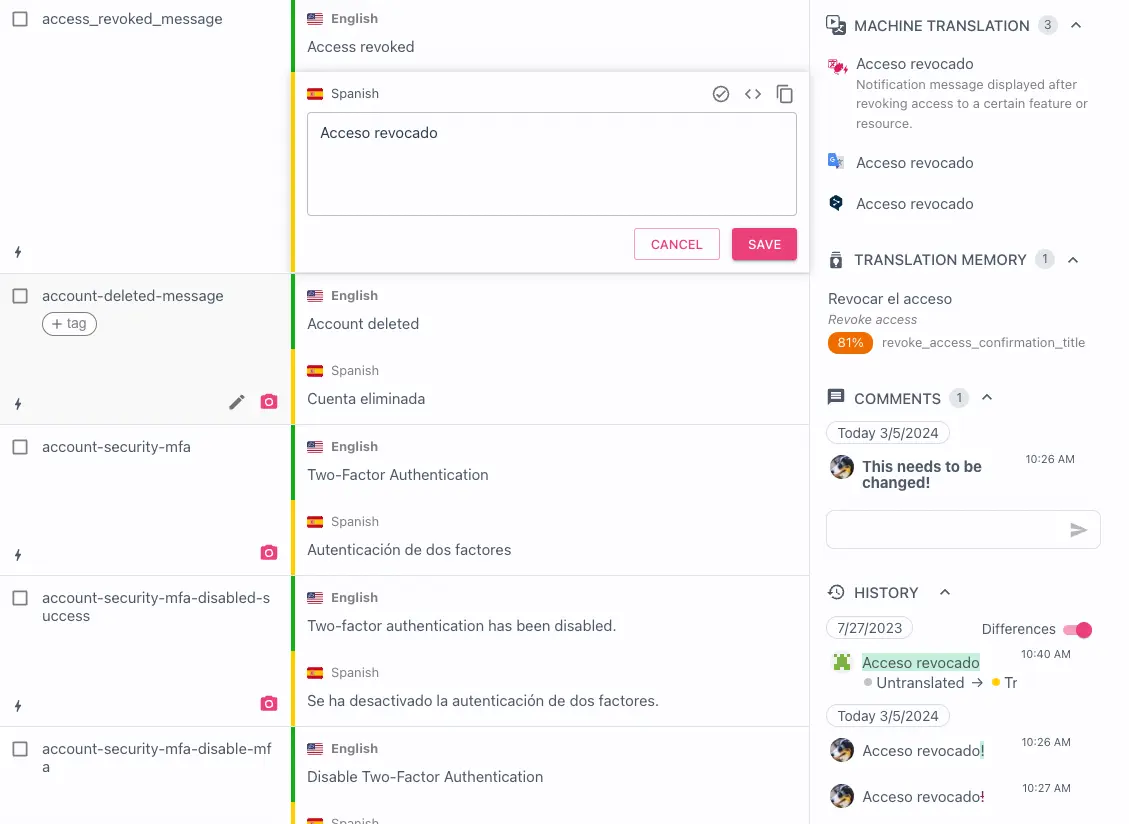 access_revoked_message
English
Access revoked
Spanish
Acceso revocado
CANCEL
SAVE
account-deleted-message
+ tag
English
Account deleted
Spanish
Cuenta eliminada
account-security-mfa
English
Two-Factor Authentication
Spanish
Autenticación de dos factores
account-security-mfa-disabled-s
uccess
English
Two-factor authentication has been disabled.
Spanish
Se ha desactivado la autenticación de dos factores.
account-security-mfa-disable-mf
a
English
Disable Two-Factor Authentication
Spanish
MACHINE TRANSLATION 3
Acceso revocado
Notification message displayed after
revoking access to a certain feature or
resource.
Acceso revocado
Acceso revocado
TRANSLATION MEMORY 1
Revocar el acceso
Revoke access
81% revoke_access_confirmation_title
COMMENTS 1
Today 3/5/2024
This needs to be
changed!
10:26 AM
HISTORY
7/27/2023
Differences
Acceso revocado
10:40 AM
Untranslated → Tr
Today 3/5/2024
Acceso revocado!
10:26 AM
Acceso revocado!
10:27 AM